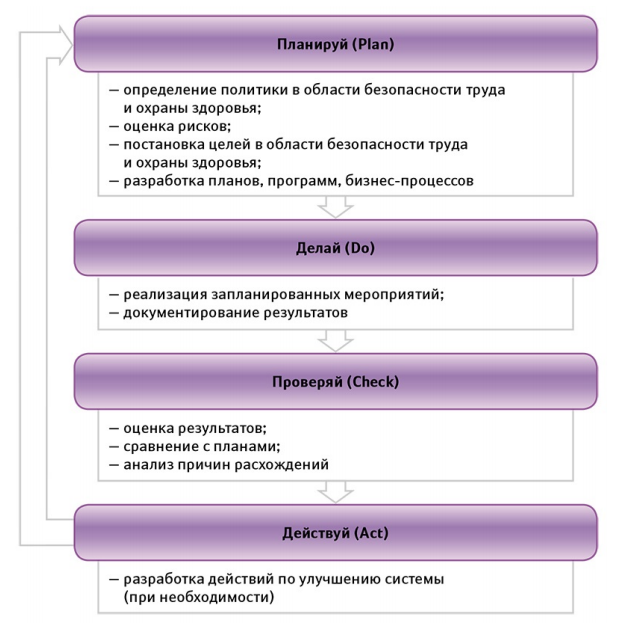 Планируй (Plan)
— определение политики в области безопасности труда
и охраны здоровья;
— оценка рисков;
— постановка целей в области безопасности труда
и охраны здоровья;
— разработка планов, программ, бизнес-процессов
Делай (Do)
— реализация запланированных мероприятий;
— документирование результатов
Проверяй (Check)
— оценка результатов;
— сравнение с планами;
— анализ причин расхождений
Действуй (Act)
— разработка действий по улучшению системы
(при необходимости)